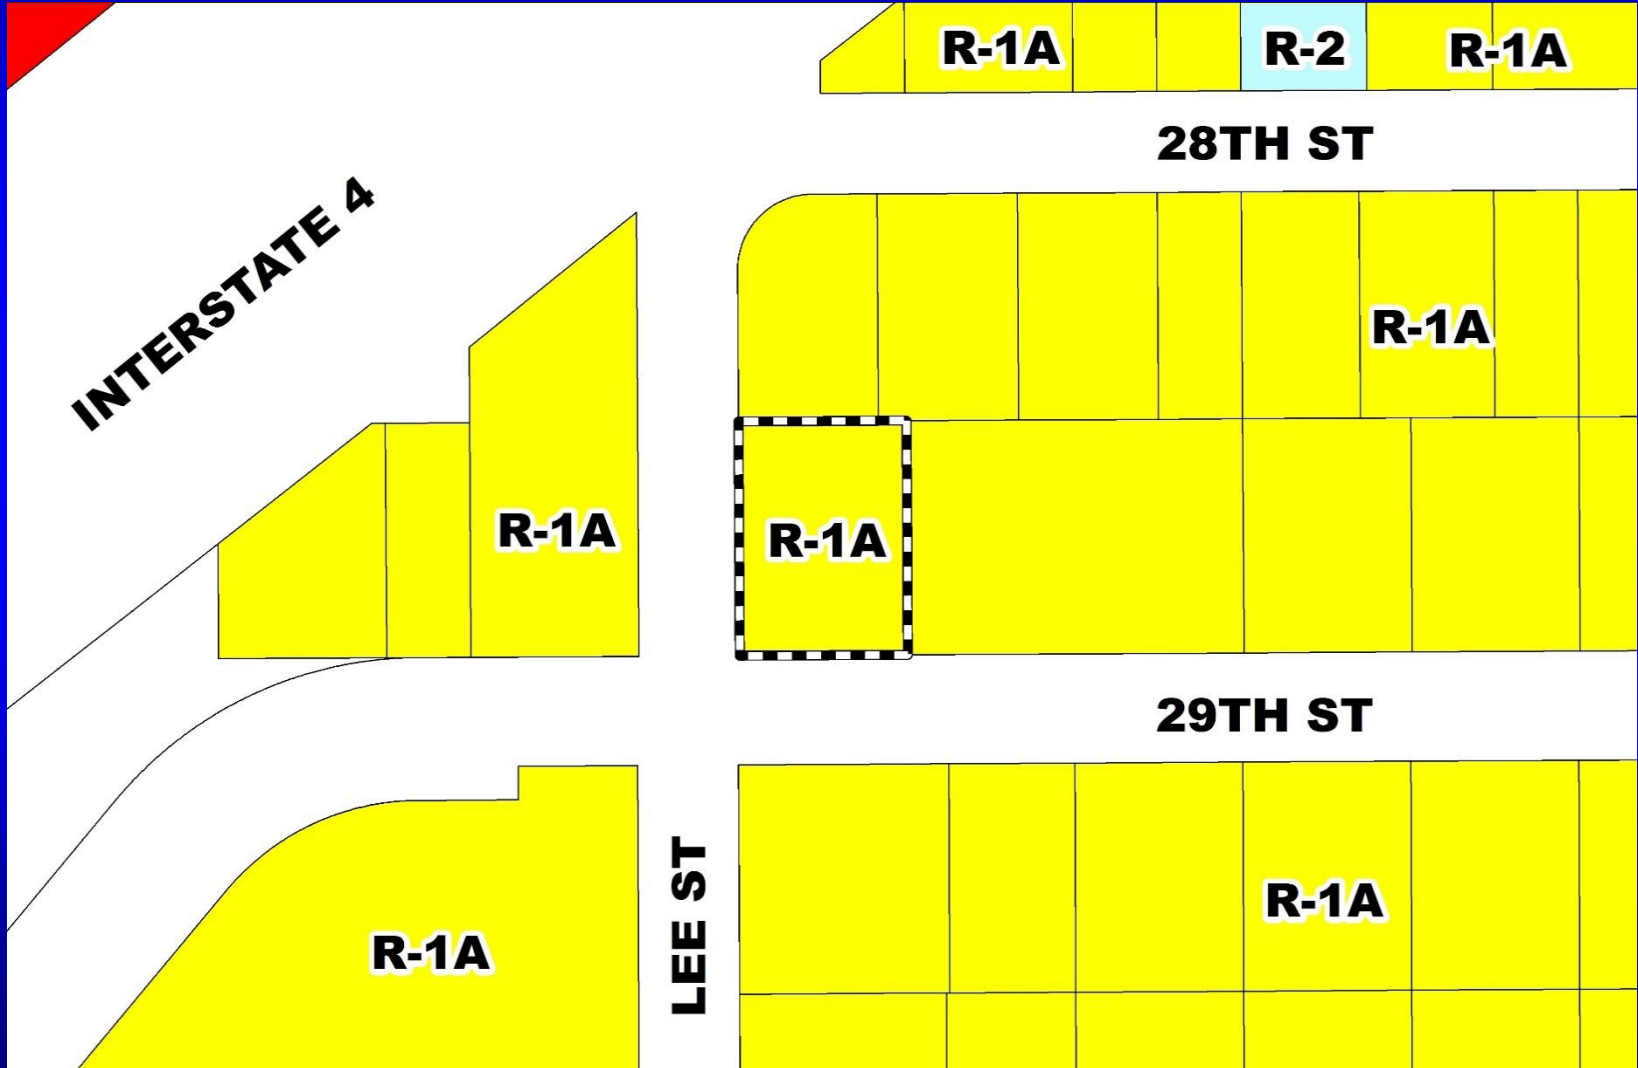 R-1A
R-2
R-1A
28TH ST
INTERSTATE 4
R-1A
R-1A
R-1A
29TH ST
R-1A
R-1A
LEE ST